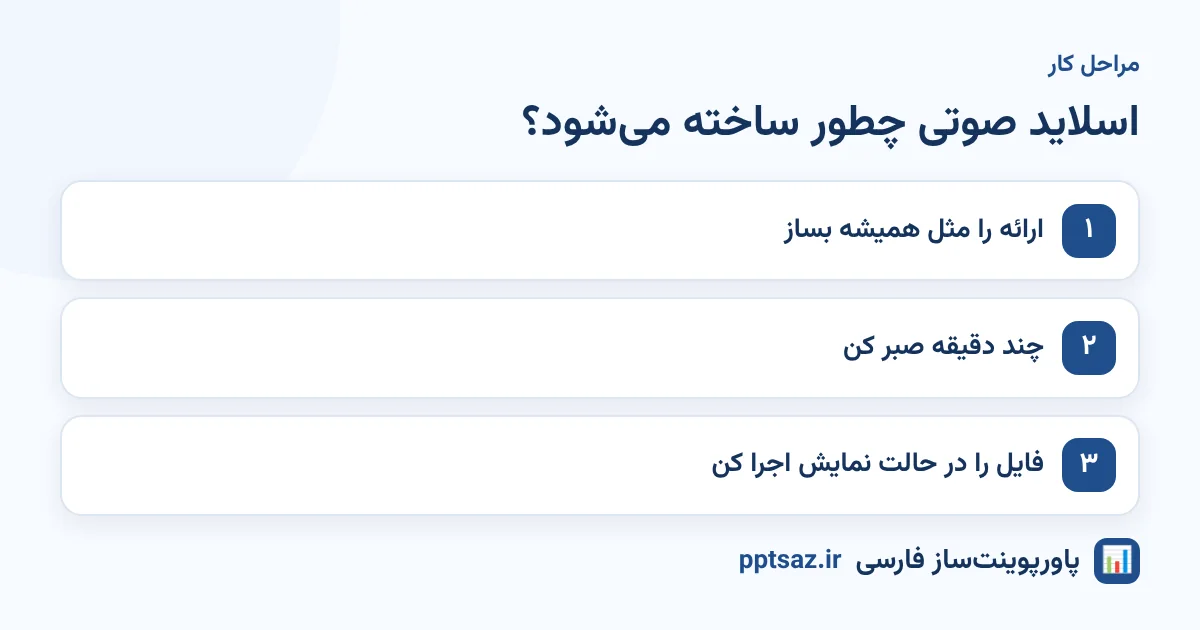 مراحل کار
اسلاید صوتی چطور ساخته می‌شود؟
۱ ارائه را مثل همیشه بساز
۲ چند دقیقه صبر کن
۳ فایل را در حالت نمایش اجرا کن
پاورپوینت‌ساز فارسی pptsaz.ir